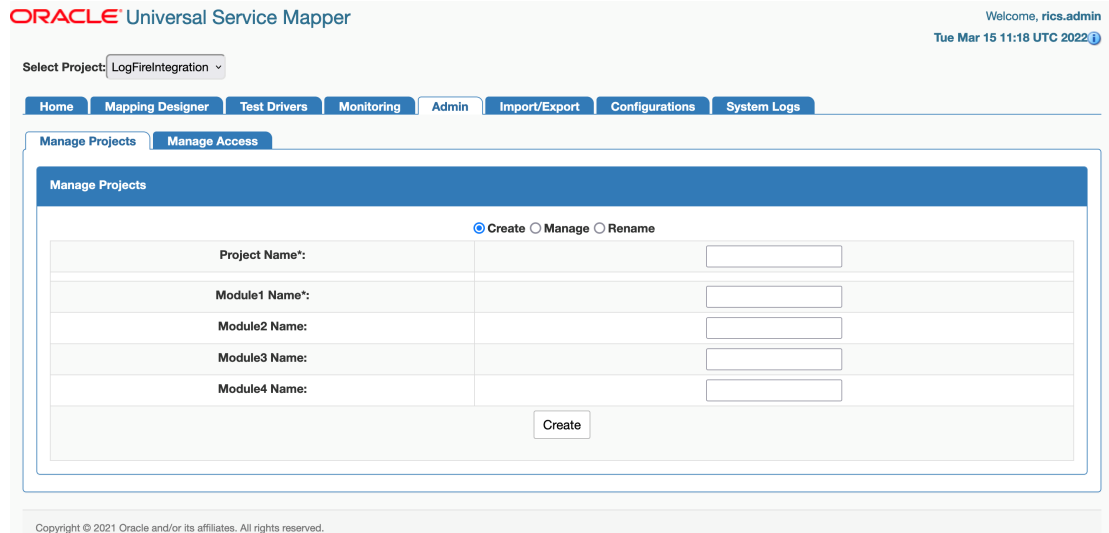 ORACLE® Universal Service Mapper
Welcome, rics.admin
Tue Mar 15 11:18 UTC 2022
Select Project: LogFireIntegration
Home Mapping Designer Test Drivers Monitoring Admin Import/Export Configurations System Logs
Manage Projects Manage Access
Manage Projects
Create Manage Rename
Project Name*:
Module1 Name*:
Module2 Name:
Module3 Name:
Module4 Name:
Create
Copyright © 2021 Oracle and/or its affiliates. All rights reserved.